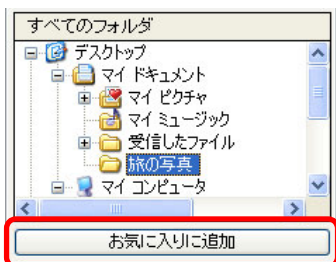 すべてのフォルダ
デスクトップ
マイ ドキュメント
マイ ピクチャ
マイ ミュージック
受信したファイル
旅の写真
マイ コンピュータ
お気に入りに追加